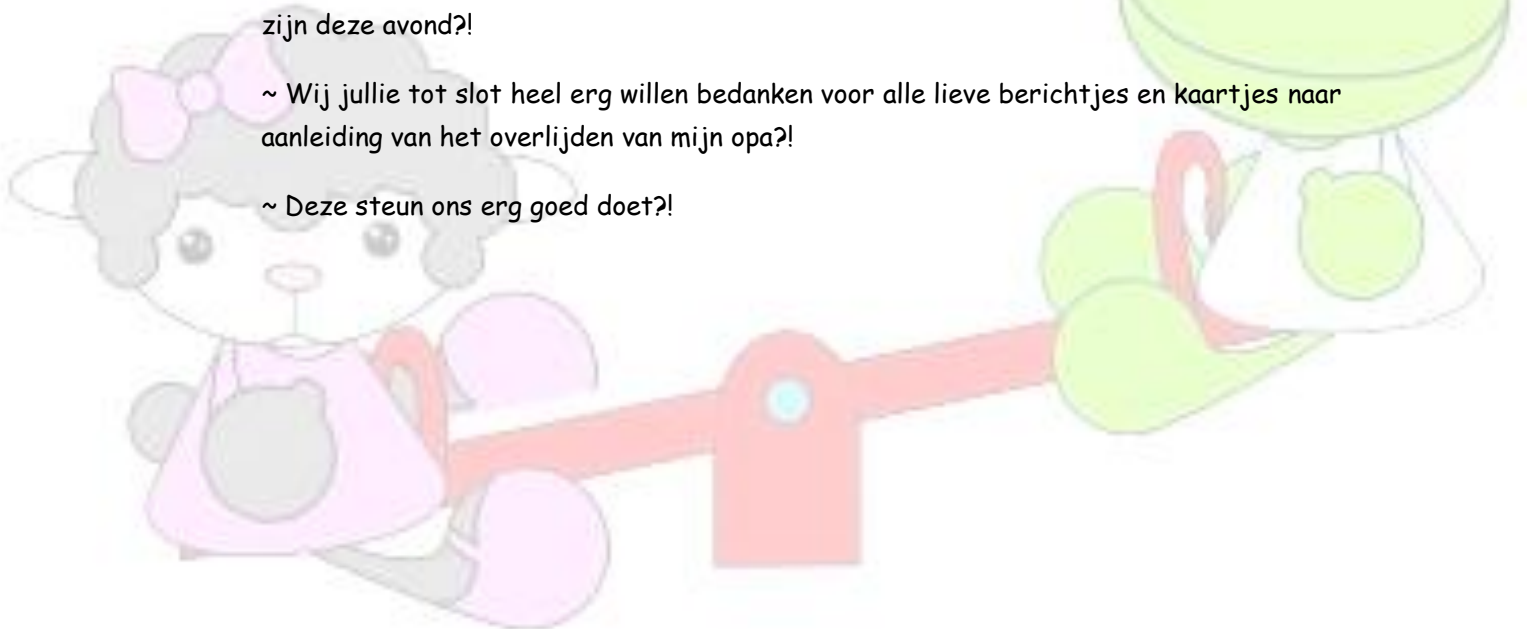 zijn deze avond?!
~ Wij jullie tot slot heel erg willen bedanken voor alle lieve berichtjes en kaartjes naar
aanleiding van het overlijden van mijn opa?!
~ Deze steun ons erg goed doet?!